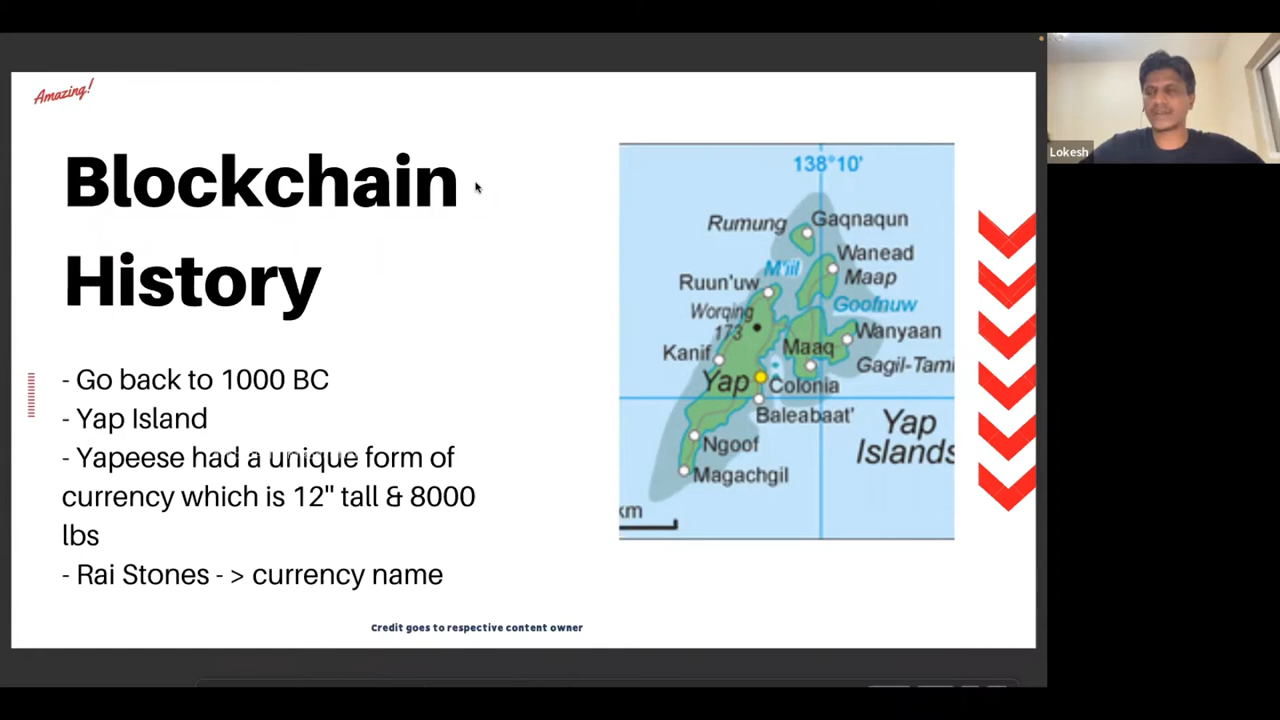 Amazing!
Blockchain
History
- Go back to 1000 BC
- Yap Island
- Yapeese had a unique form of
currency which is 12" tall & 8000
lbs
- Rai Stones - > currency name
138°10'
Rumung
Gaqnaqun
Wanead
M'iil
Maap
Ruun'uw
Goofnuw
Worqing
173
Wanyaan
Kanif
Maaq
Gagil-Tami
Yap
Colonia
Baleabaat'
Yap
Islands
Ngoof
Magachgil
km
Credit goes to respective content owner
Lokesh